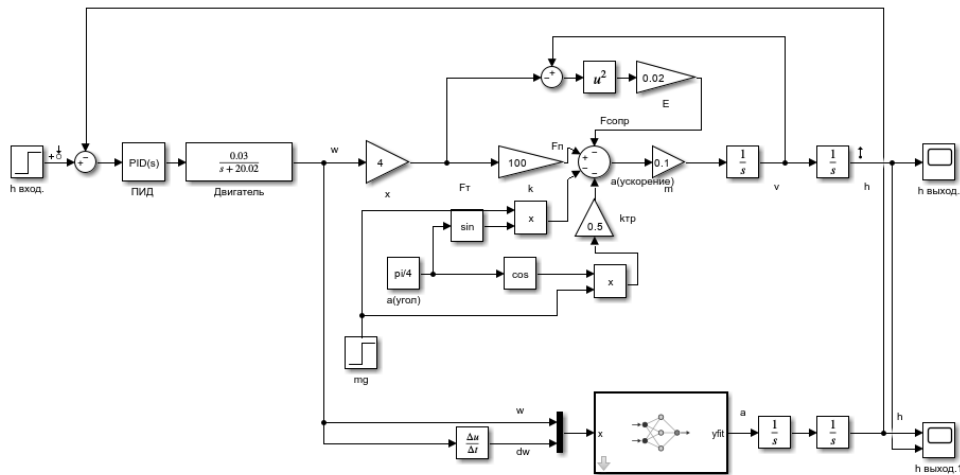 u²
0.02
E
Fсопр
h вход.
PID(s)
ПИД
0.03
s + 20.02
Двигатель
w
4
x
Fт
Fп
100
k
a(ускорение)
0.1
m
1
s
v
1
s
h
h выход.
sin
x
kтр
0.5
pi/4
a(угол)
cos
x
mg
w
Δu
Δt
dw
x
yfit
a
1
s
1
s
h
h выход.1